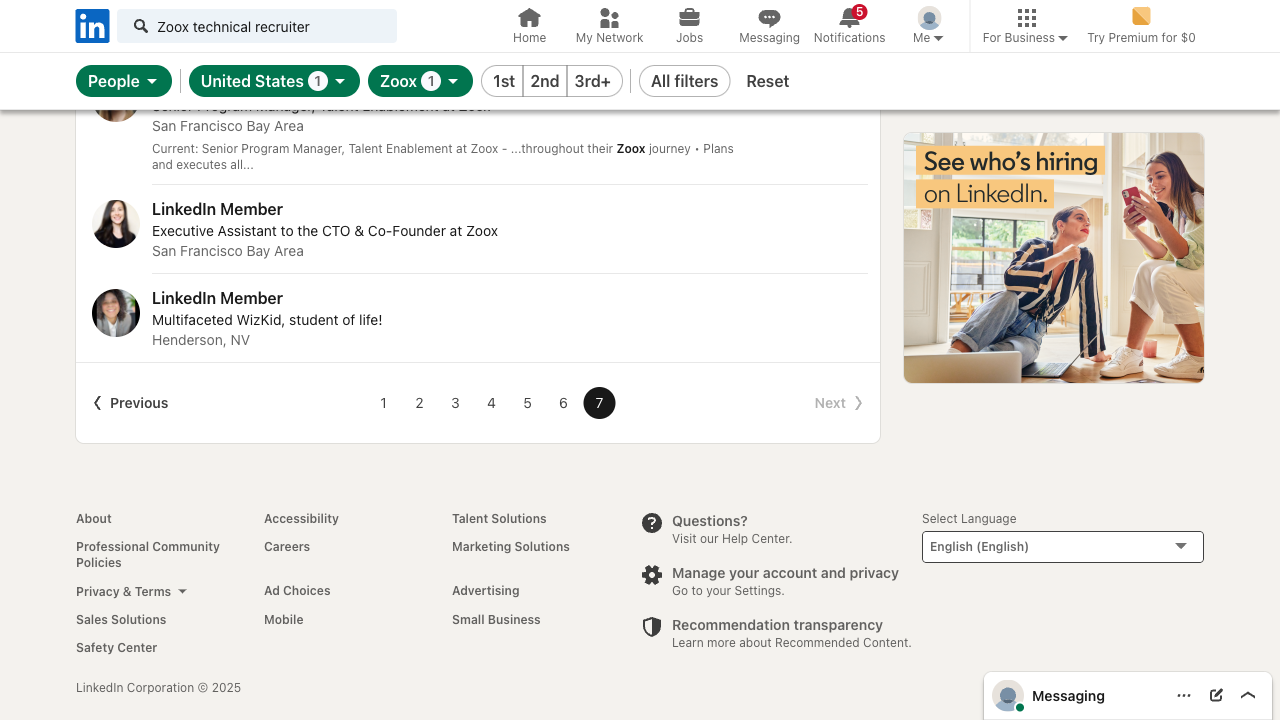 in
Zoox technical recruiter
Home
My Network
Jobs
Messaging
5
Notifications
Me
For Business
Try Premium for $0
People
United States 1
Zoox 1
1st 2nd 3rd+
All filters
Reset
Senior Program Manager, Talent Enablement at Zoox
San Francisco Bay Area
Current: Senior Program Manager, Talent Enablement at Zoox - ...throughout their Zoox journey • Plans
and executes all...
LinkedIn Member
Executive Assistant to the CTO & Co-Founder at Zoox
San Francisco Bay Area
LinkedIn Member
Multifaceted WizKid, student of life!
Henderson, NV
Previous 1 2 3 4 5 6 7 Next
See who's hiring
on LinkedIn.
About
Accessibility
Talent Solutions
Professional Community
Policies
Careers
Marketing Solutions
Privacy & Terms
Ad Choices
Advertising
Sales Solutions
Mobile
Small Business
Safety Center
Questions?
Visit our Help Center.
Manage your account and privacy
Go to your Settings.
Recommendation transparency
Learn more about Recommended Content.
Select Language
English (English)
LinkedIn Corporation © 2025
Messaging